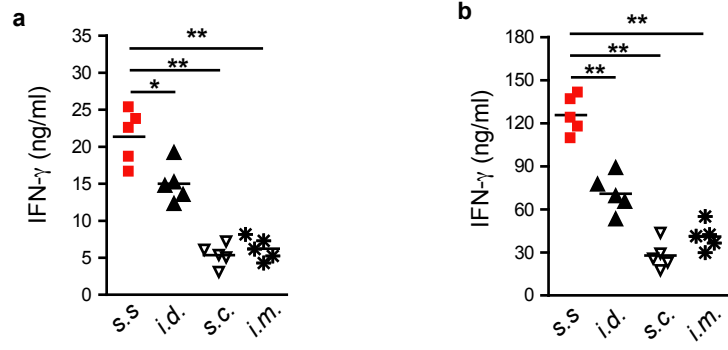 a
IFN-γ (ng/ml)
35
30
25
20
15
10
5
0
**
**
*
s.s
i.d.
s.c.
i.m.
b
IFN-γ (ng/ml)
180
150
120
90
60
30
0
**
**
**
s.s
i.d.
s.c.
i.m.